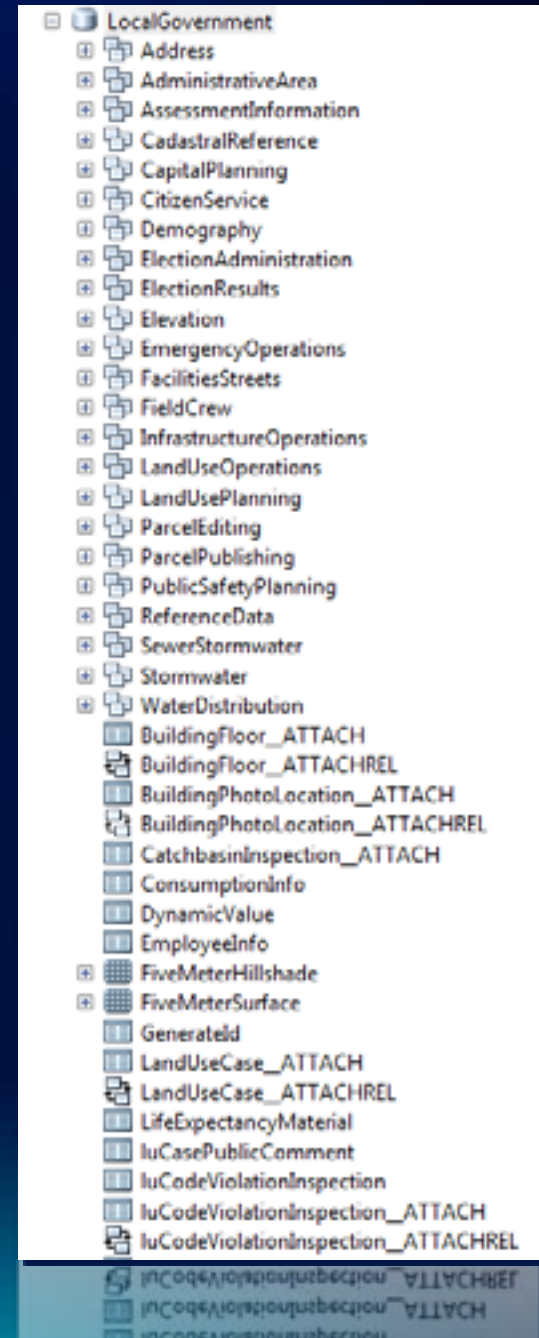 LocalGovernment
Address
AdministrativeArea
AssessmentInformation
CadastralReference
CapitalPlanning
CitizenService
Demography
ElectionAdministration
ElectionResults
Elevation
EmergencyOperations
FacilitiesStreets
FieldCrew
InfrastructureOperations
LandUseOperations
LandUsePlanning
ParcelEditing
ParcelPublishing
PublicSafetyPlanning
ReferenceData
SewerStormwater
Stormwater
WaterDistribution
BuildingFloor__ATTACH
BuildingFloor__ATTACHREL
BuildingPhotoLocation__ATTACH
BuildingPhotoLocation__ATTACHREL
CatchbasinInspection__ATTACH
ConsumptionInfo
DynamicValue
EmployeeInfo
FiveMeterHillshade
FiveMeterSurface
GenerateId
LandUseCase__ATTACH
LandUseCase__ATTACHREL
LifeExpectancyMaterial
luCasePublicComment
luCodeViolationInspection
luCodeViolationInspection__ATTACH
luCodeViolationInspection__ATTACHREL